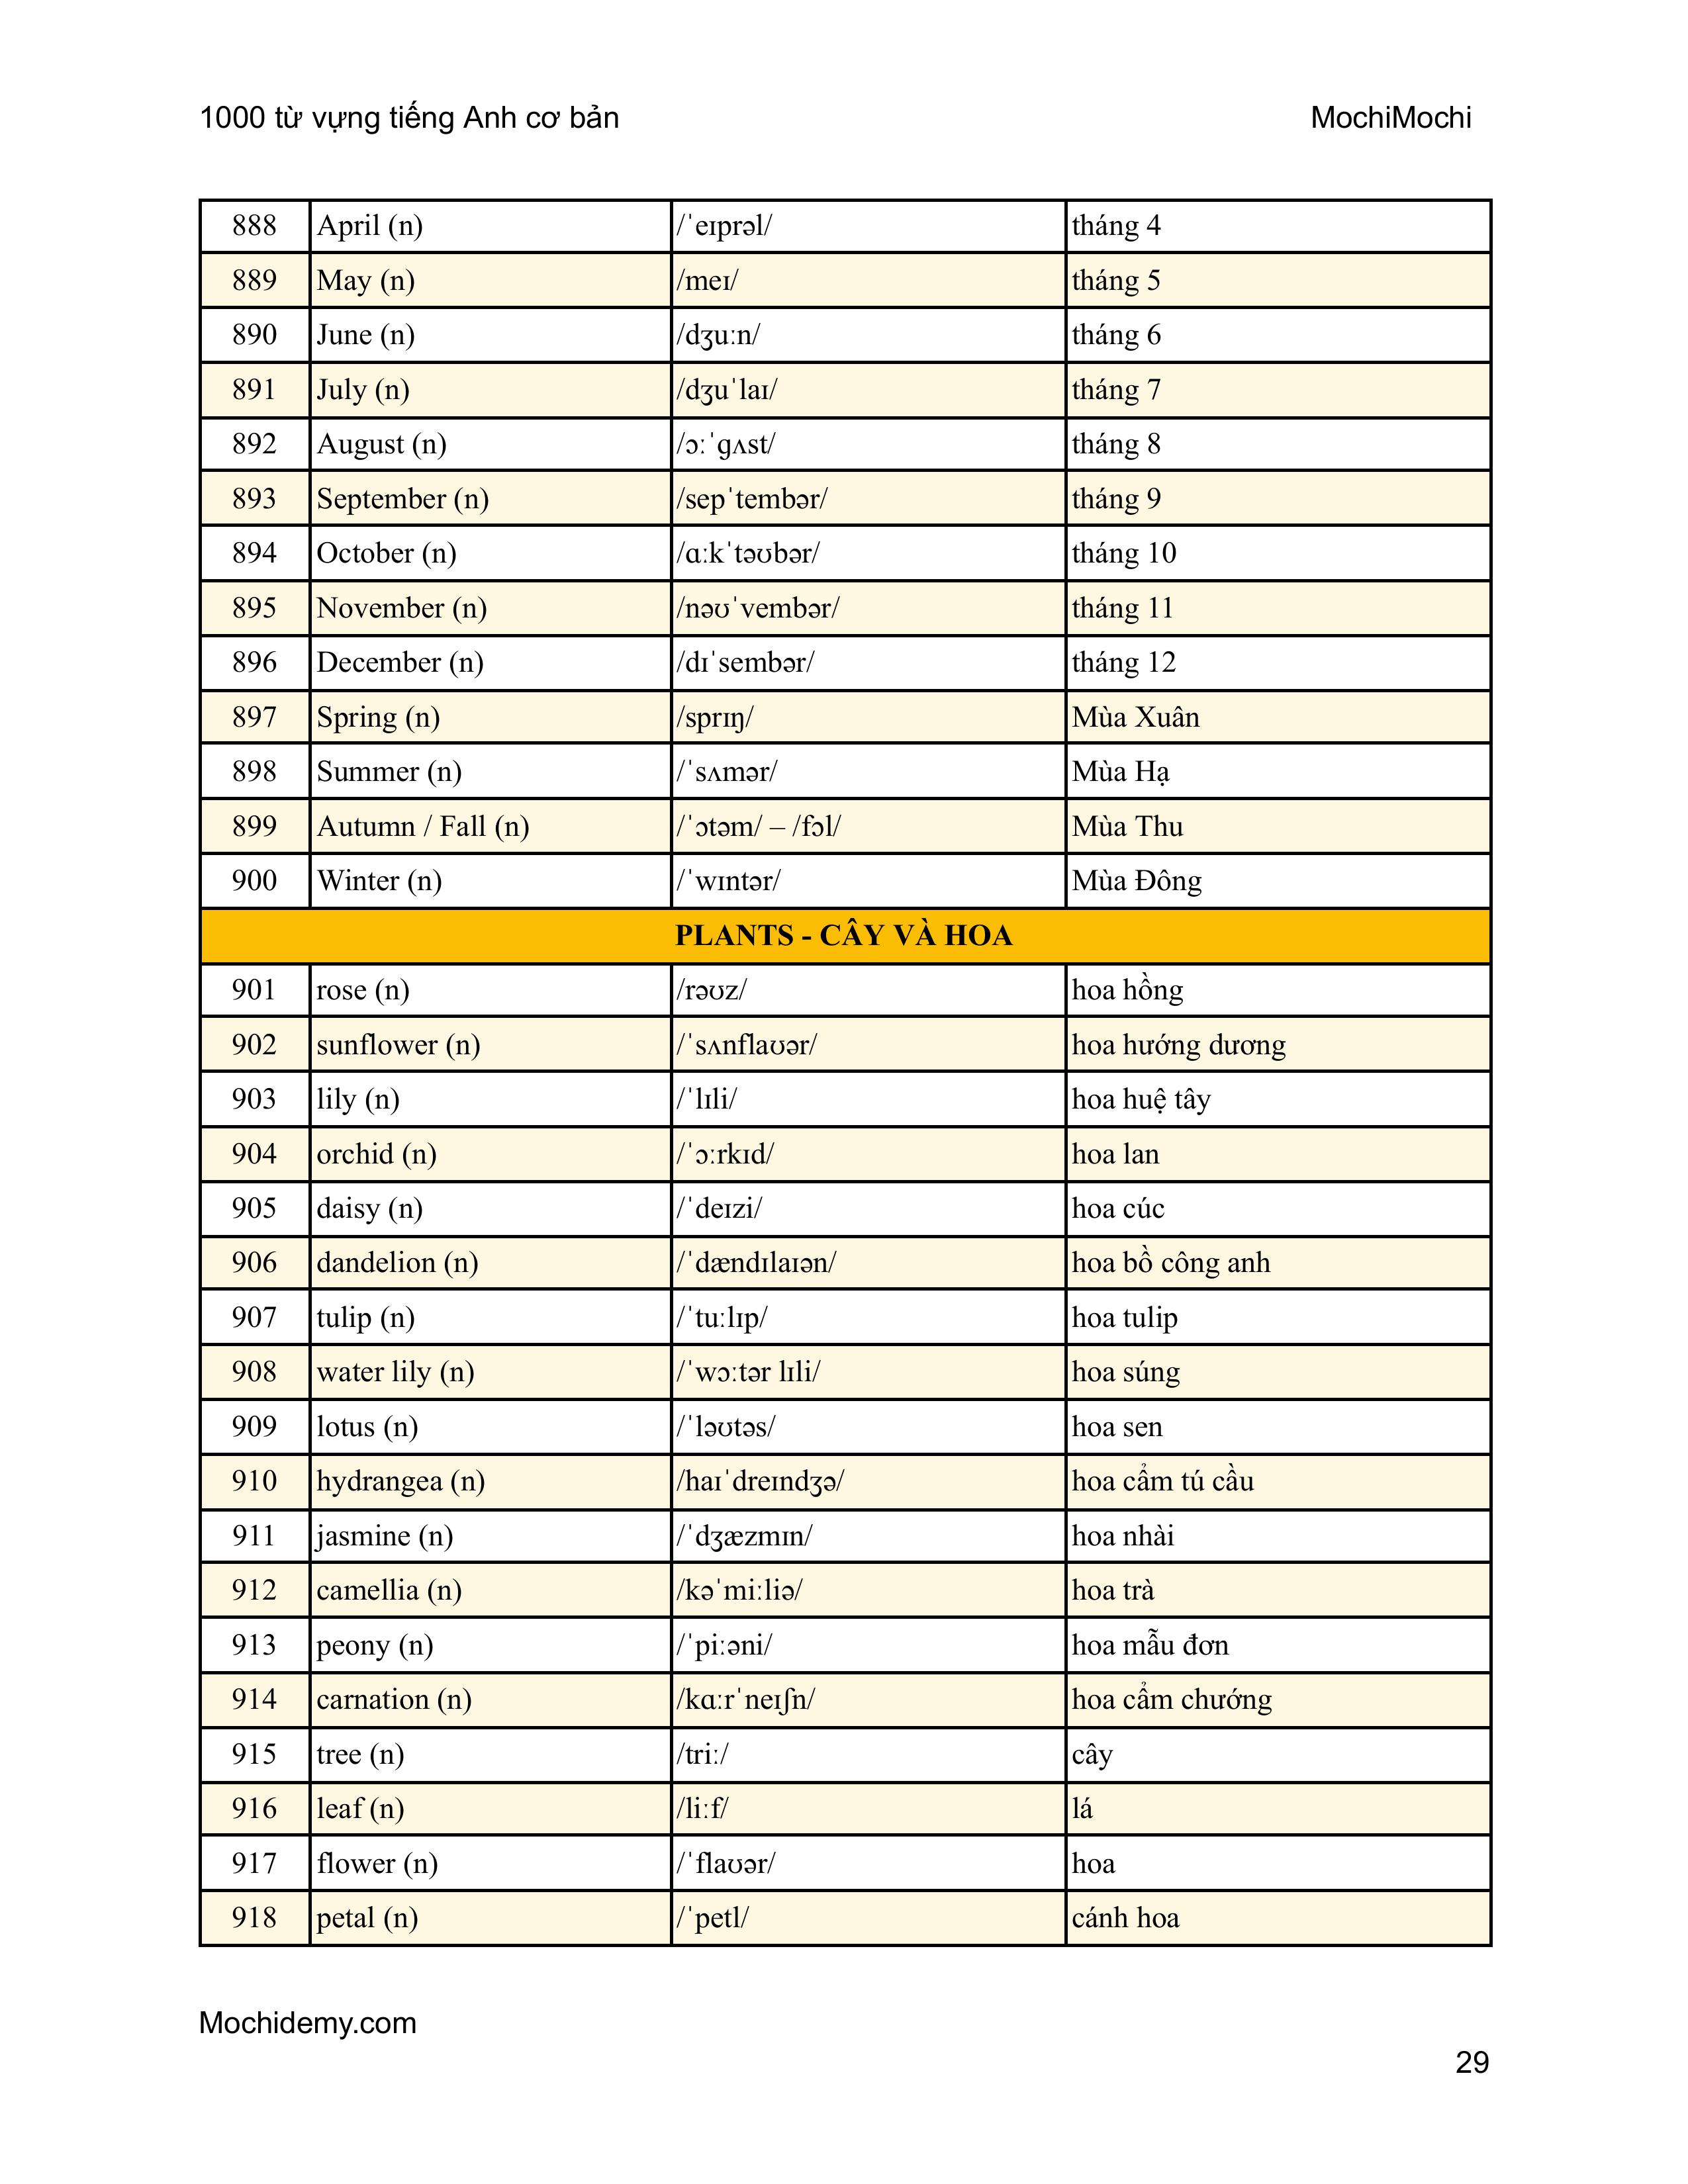 1000 từ vựng tiếng Anh cơ bản MochiMochi
888 April (n) /ˈeɪprəl/ tháng 4
889 May (n) /meɪ/ tháng 5
890 June (n) /dʒuːn/ tháng 6
891 July (n) /dʒuˈlaɪ/ tháng 7
892 August (n) /ɔːˈɡʌst/ tháng 8
893 September (n) /sepˈtembər/ tháng 9
894 October (n) /ɑːkˈtəʊbər/ tháng 10
895 November (n) /nəʊˈvembər/ tháng 11
896 December (n) /dɪˈsembər/ tháng 12
897 Spring (n) /sprɪŋ/ Mùa Xuân
898 Summer (n) /ˈsʌmər/ Mùa Hạ
899 Autumn / Fall (n) /ˈɔtəm/ – /fɔl/ Mùa Thu
900 Winter (n) /ˈwɪntər/ Mùa Đông
PLANTS - CÂY VÀ HOA
901 rose (n) /rəʊz/ hoa hồng
902 sunflower (n) /ˈsʌnflaʊər/ hoa hướng dương
903 lily (n) /ˈlɪli/ hoa huệ tây
904 orchid (n) /ˈɔːrkɪd/ hoa lan
905 daisy (n) /ˈdeɪzi/ hoa cúc
906 dandelion (n) /ˈdændɪlaɪən/ hoa bồ công anh
907 tulip (n) /ˈtuːlɪp/ hoa tulip
908 water lily (n) /ˈwɔːtər lɪli/ hoa súng
909 lotus (n) /ˈləʊtəs/ hoa sen
910 hydrangea (n) /haɪˈdreɪndʒə/ hoa cẩm tú cầu
911 jasmine (n) /ˈdʒæzmɪn/ hoa nhài
912 camellia (n) /kəˈmiːliə/ hoa trà
913 peony (n) /ˈpiːəni/ hoa mẫu đơn
914 carnation (n) /kɑːrˈneɪʃn/ hoa cẩm chướng
915 tree (n) /triː/ cây
916 leaf (n) /liːf/ lá
917 flower (n) /ˈflaʊər/ hoa
918 petal (n) /ˈpetl/ cánh hoa
Mochidemy.com
29